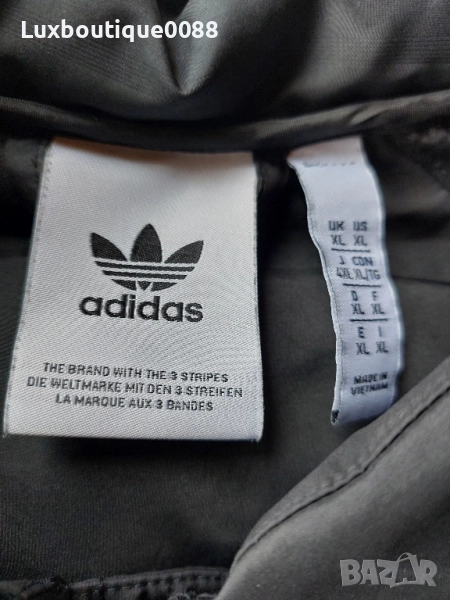 Luxboutique0088
adidas
THE BRAND WITH THE 3 STRIPES
DIE WELTMARKE MIT DEN 3 STREIFEN
LA MARQUE AUX 3 BANDES
UK US
XL XL
J CDN
4XL XL/TG
D F
XL XL
E I
XL XL
MADE IN
VIETNAM
BAZAR